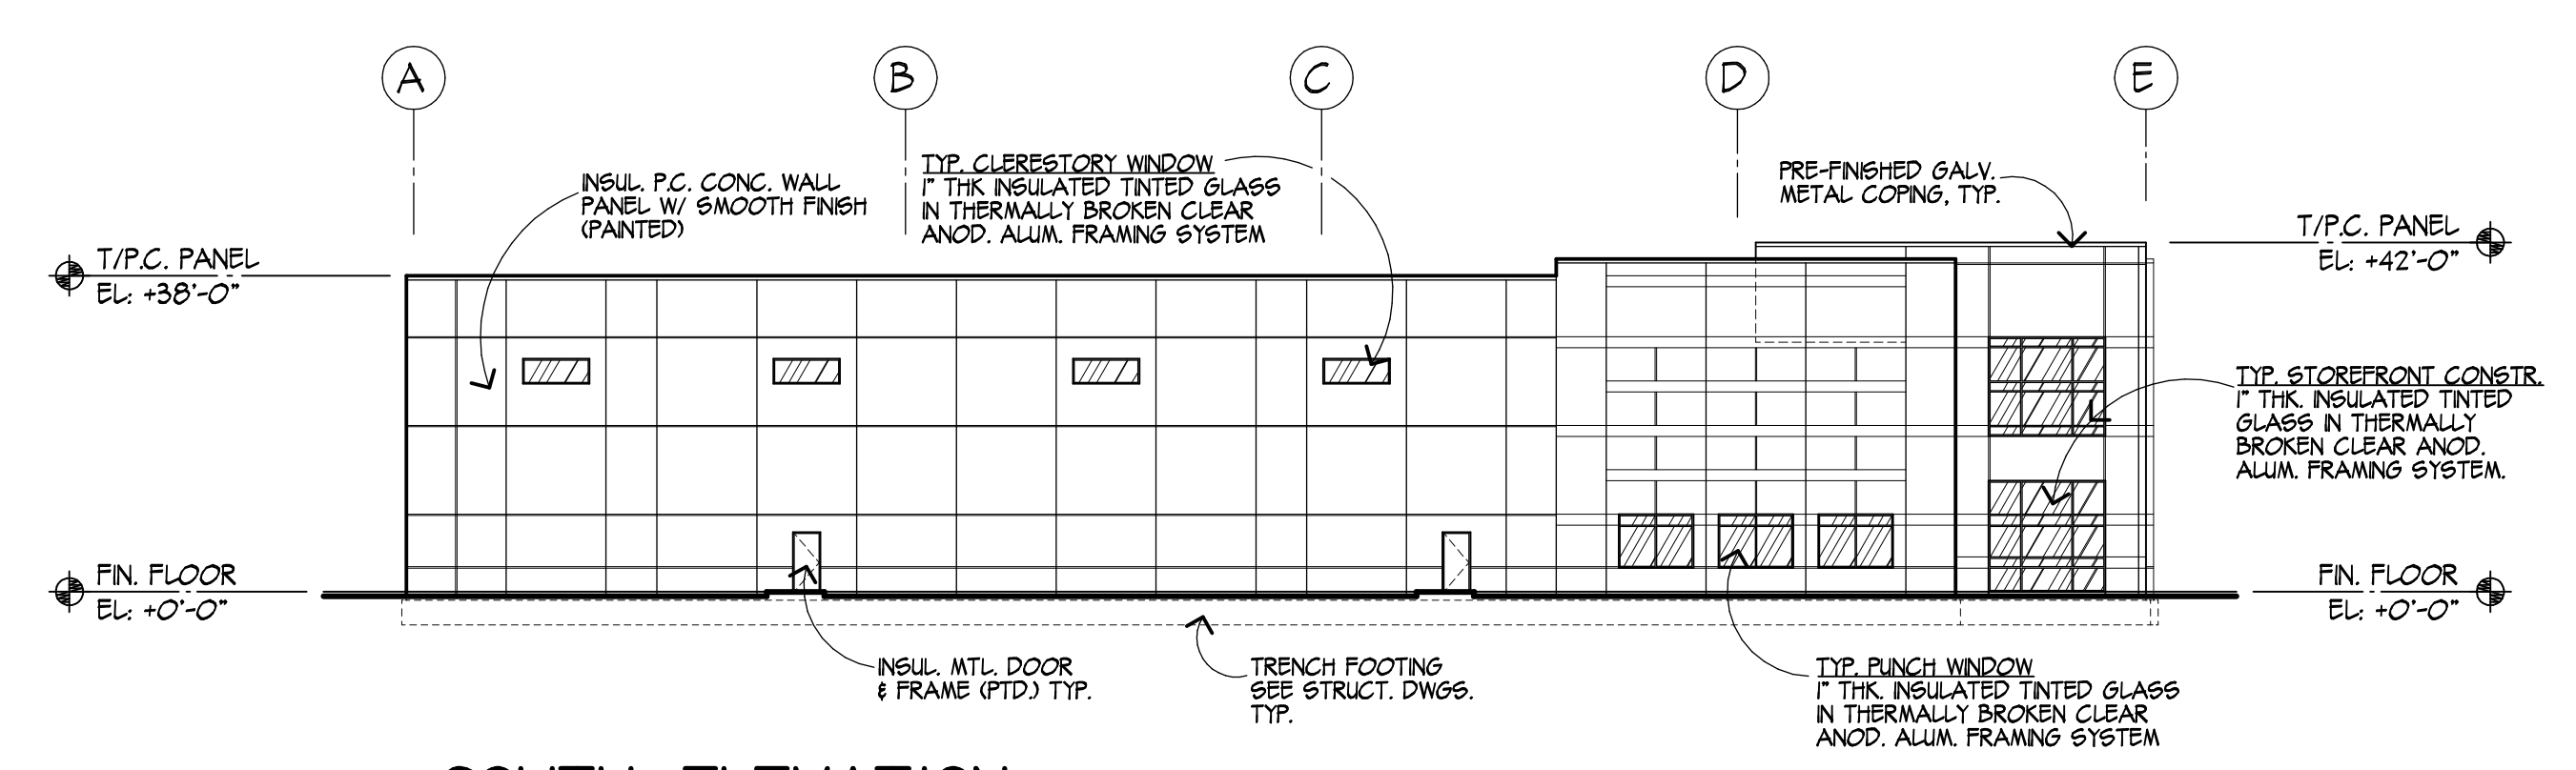 A B C D E
INSUL. P.C. CONC. WALL
PANEL W/ SMOOTH FINISH
(PAINTED)
TYP. CLERESTORY WINDOW
1" THK INSULATED TINTED GLASS
IN THERMALLY BROKEN CLEAR
ANOD. ALUM. FRAMING SYSTEM
PRE-FINISHED GALV.
METAL COPING, TYP.
T/P.C. PANEL
EL: +38'-0"
T/P.C. PANEL
EL: +42'-0"
TYP. STOREFRONT CONSTR.
1" THK. INSULATED TINTED
GLASS IN THERMALLY
BROKEN CLEAR ANOD.
ALUM. FRAMING SYSTEM.
FIN. FLOOR
EL: +0'-0"
FIN. FLOOR
EL: +0'-0"
INSUL. MTL. DOOR
& FRAME (PTD.) TYP.
TRENCH FOOTING
SEE STRUCT. DWGS.
TYP.
TYP. PUNCH WINDOW
1" THK. INSULATED TINTED GLASS
IN THERMALLY BROKEN CLEAR
ANOD. ALUM. FRAMING SYSTEM